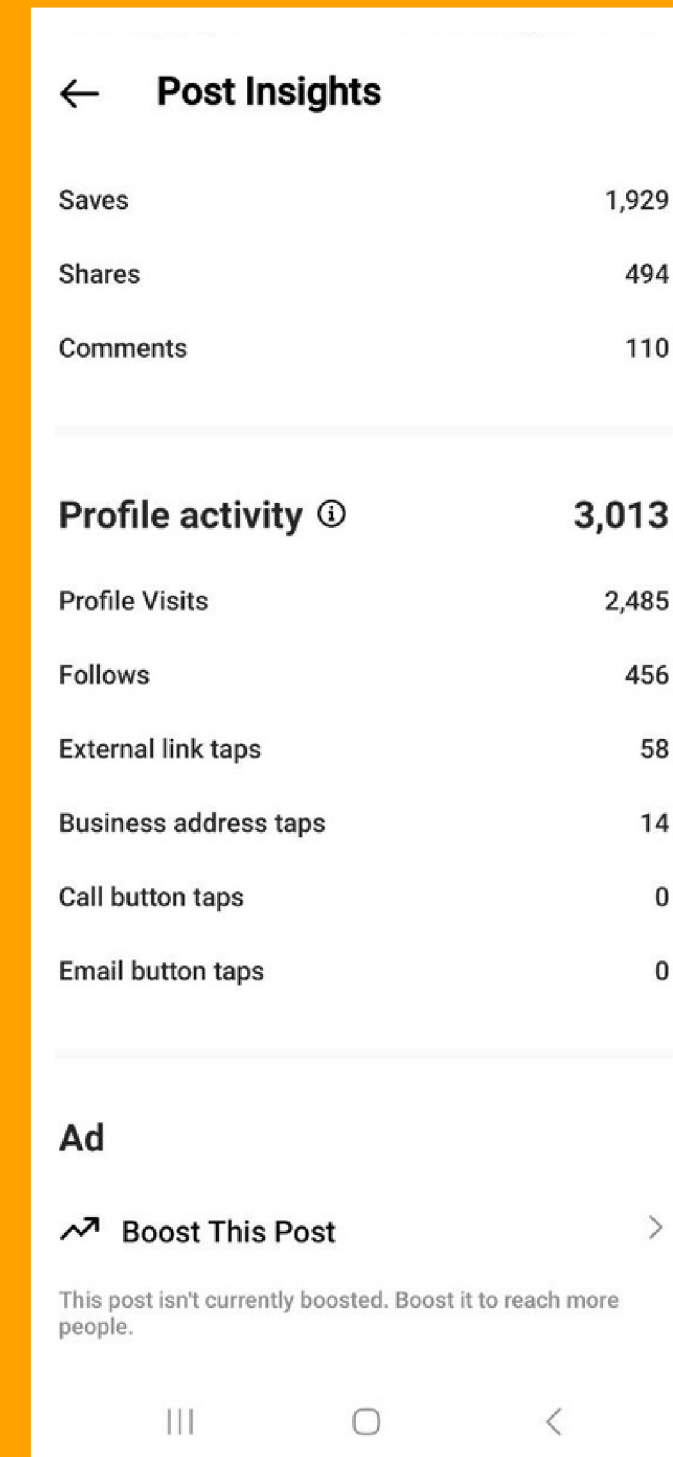 Post Insights
Saves 1,929
Shares 494
Comments 110
Profile activity 3,013
Profile Visits 2,485
Follows 456
External link taps 58
Business address taps 14
Call button taps 0
Email button taps 0
Ad
Boost This Post
This post isn't currently boosted. Boost it to reach more
people.